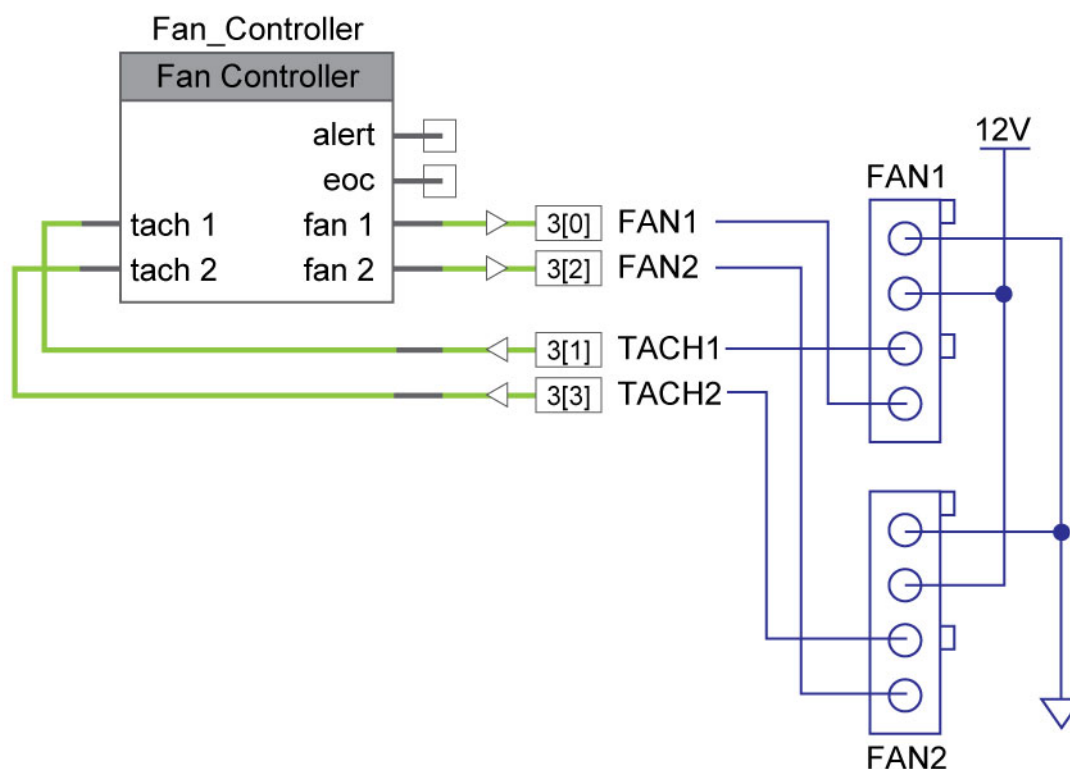 Fan_Controller
Fan Controller
alert
eoc
tach 1
fan 1
tach 2
fan 2
3[0] FAN1
3[2] FAN2
3[1] TACH1
3[3] TACH2
12V
FAN1
FAN2